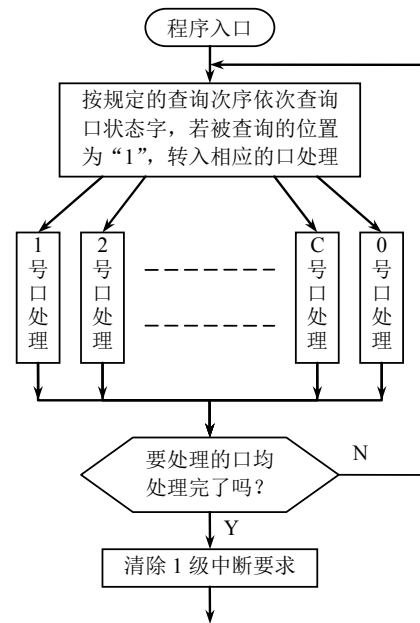 程序入口
按规定的查询次序依次查询
口状态字，若被查询的位置
为“1”，转入相应的口处理
1号口处理
2号口处理
C号口处理
0号口处理
要处理的口均
处理完了吗？
N
Y
清除 1 级中断要求